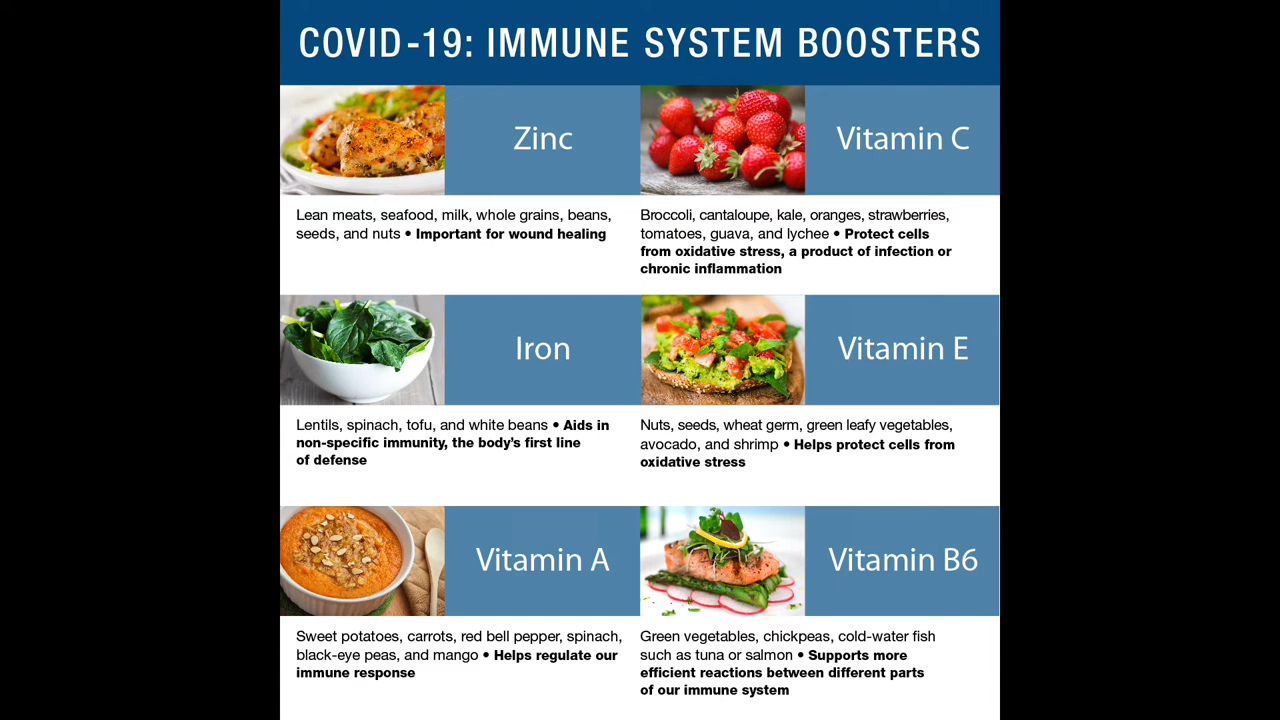 COVID-19: IMMUNE SYSTEM BOOSTERS
Zinc
Lean meats, seafood, milk, whole grains, beans,
seeds, and nuts • Important for wound healing
Vitamin C
Broccoli, cantaloupe, kale, oranges, strawberries,
tomatoes, guava, and lychee • Protect cells
from oxidative stress, a product of infection or
chronic inflammation
Iron
Lentils, spinach, tofu, and white beans • Aids in
non-specific immunity, the body's first line
of defense
Vitamin E
Nuts, seeds, wheat germ, green leafy vegetables,
avocado, and shrimp • Helps protect cells from
oxidative stress
Vitamin A
Sweet potatoes, carrots, red bell pepper, spinach,
black-eye peas, and mango • Helps regulate our
immune response
Vitamin B6
Green vegetables, chickpeas, cold-water fish
such as tuna or salmon • Supports more
efficient reactions between different parts
of our immune system